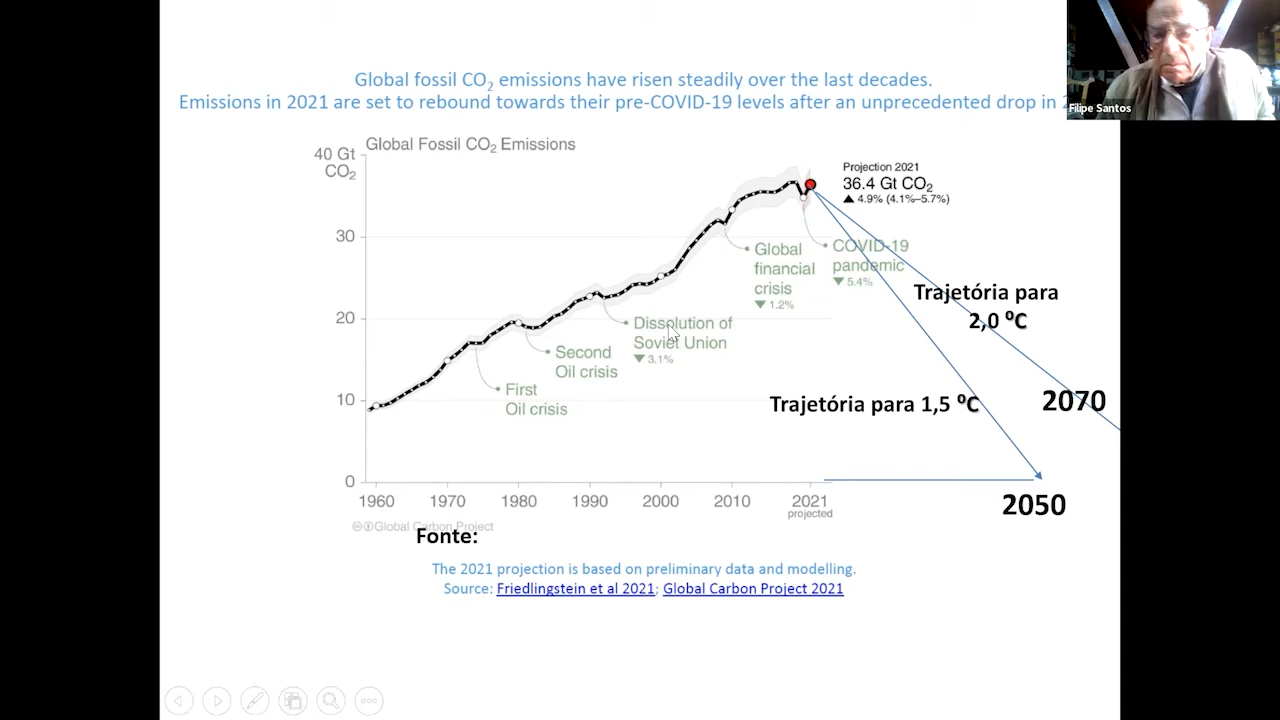 Global fossil CO₂ emissions have risen steadily over the last decades.
Emissions in 2021 are set to rebound towards their pre-COVID-19 levels after an unprecedented drop in
Filipe Santos
Global Fossil CO₂ Emissions
40 Gt
CO₂
30
20
10
0
1960
1970
1980
1990
2000
2010
2021
projected
Projection 2021
36.4 Gt CO₂
▲ 4.9% (4.1%–5.7%)
Global
financial
crisis
▼ 1.2%
COVID-19
pandemic
▼ 5.4%
Dissolution of
Soviet Union
▼ 3.1%
Second
Oil crisis
First
Oil crisis
Trajetória para
2,0 ⁰C
Trajetória para 1,5 ⁰C
2070
2050
Global Carbon Project
Fonte:
The 2021 projection is based on preliminary data and modelling.
Source: Friedlingstein et al 2021; Global Carbon Project 2021